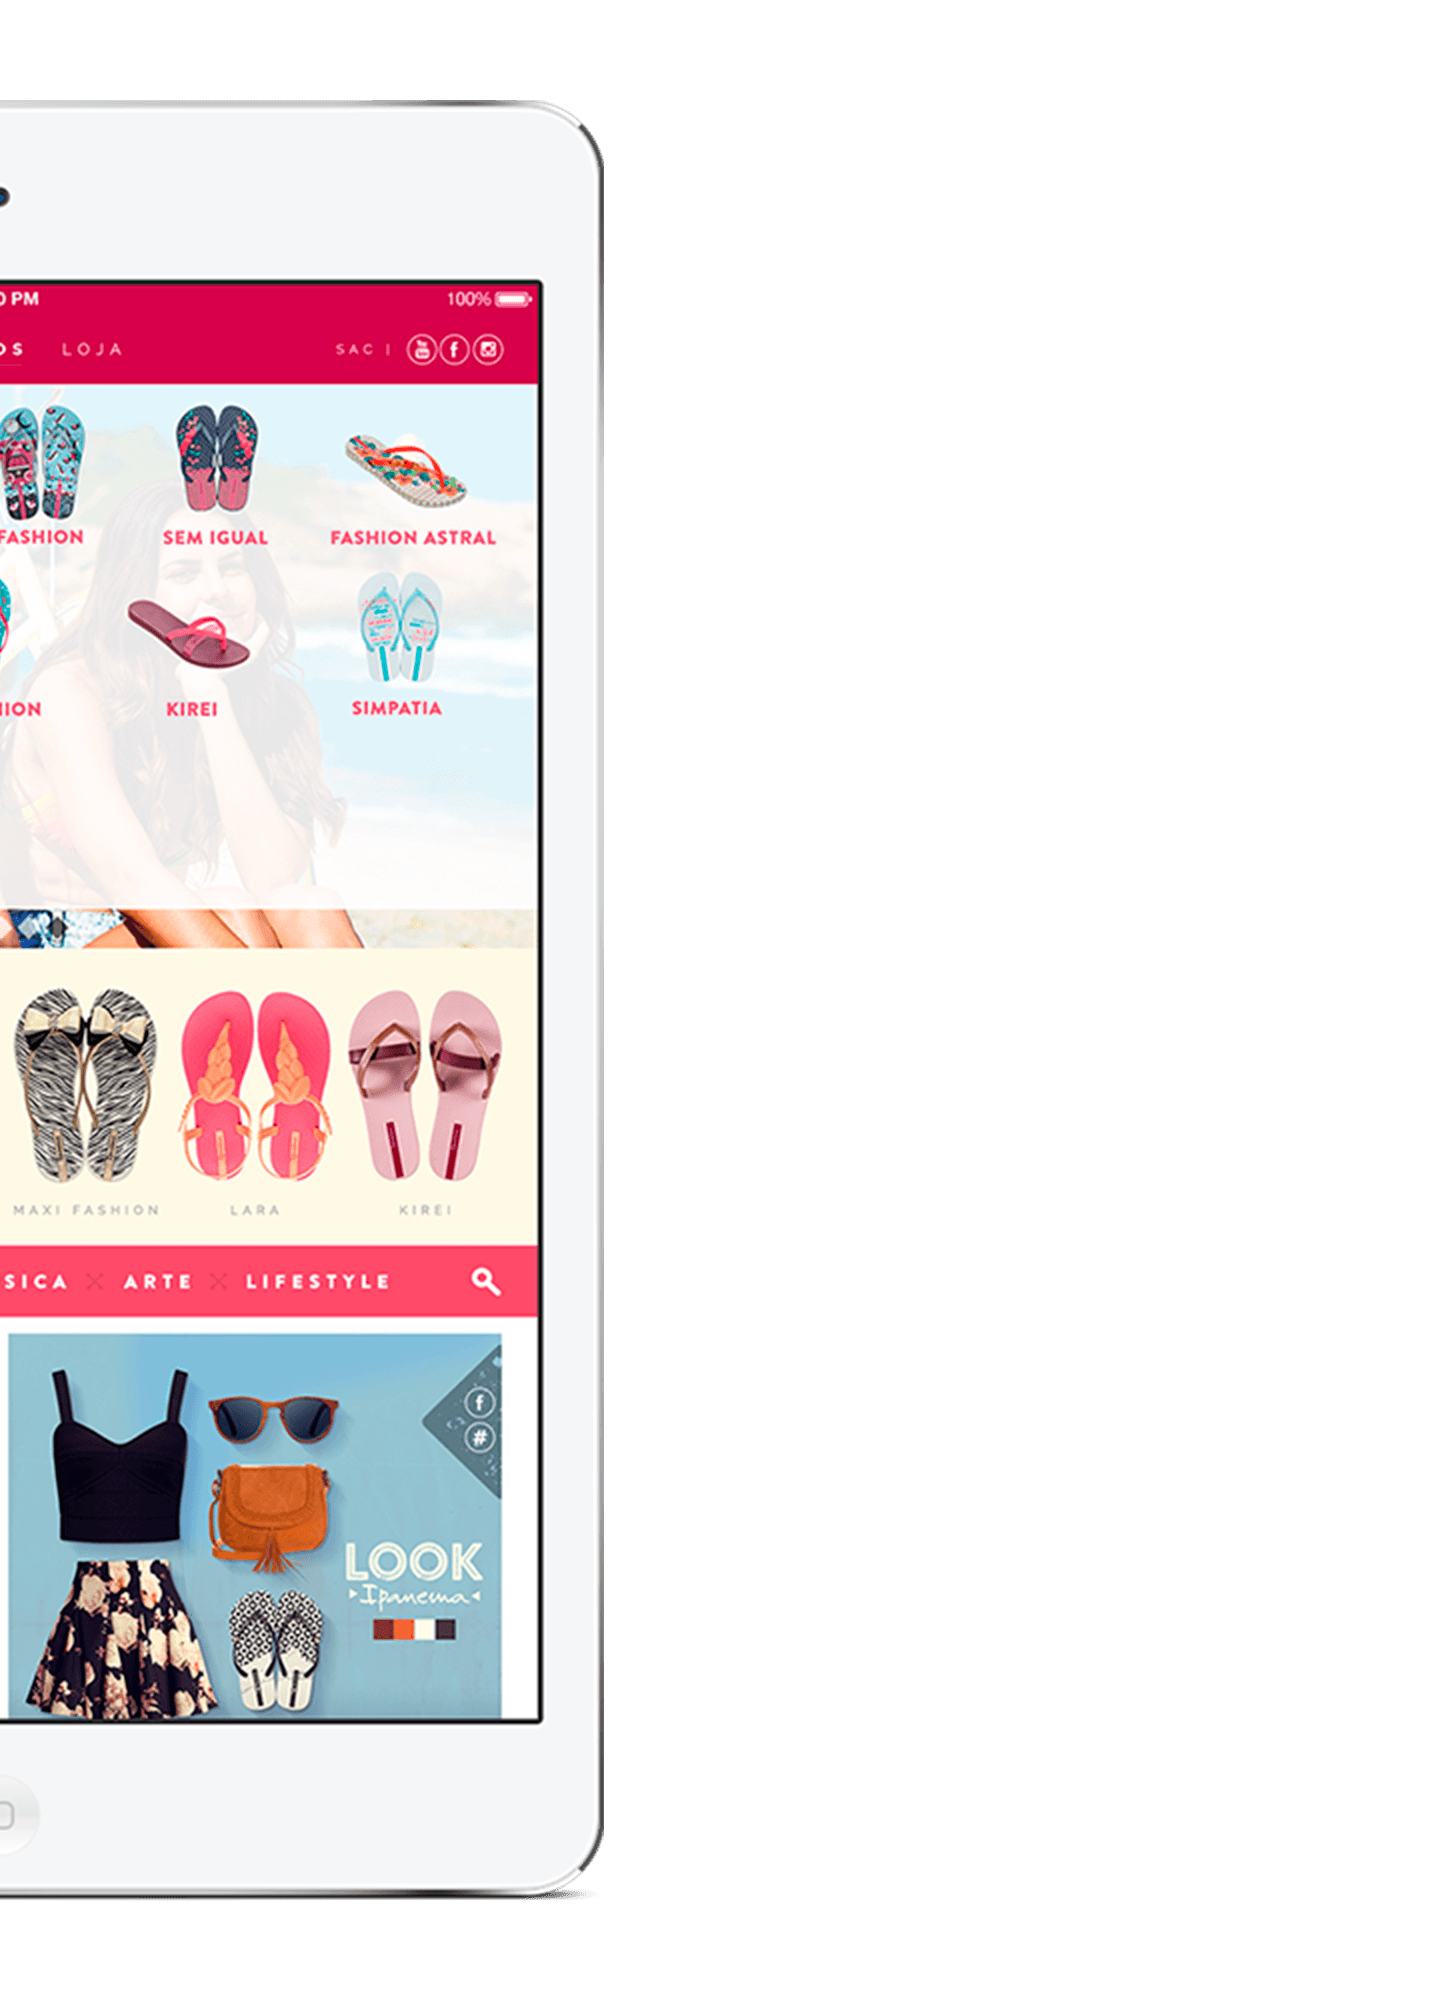 0 PM 100%
OS LOJA SAC |
FASHION SEM IGUAL FASHION ASTRAL
ION KIREI SIMPATIA
MAXI FASHION LARA KIREI
SICA × ARTE × LIFESTYLE
f
#
LOOK
Ipanema